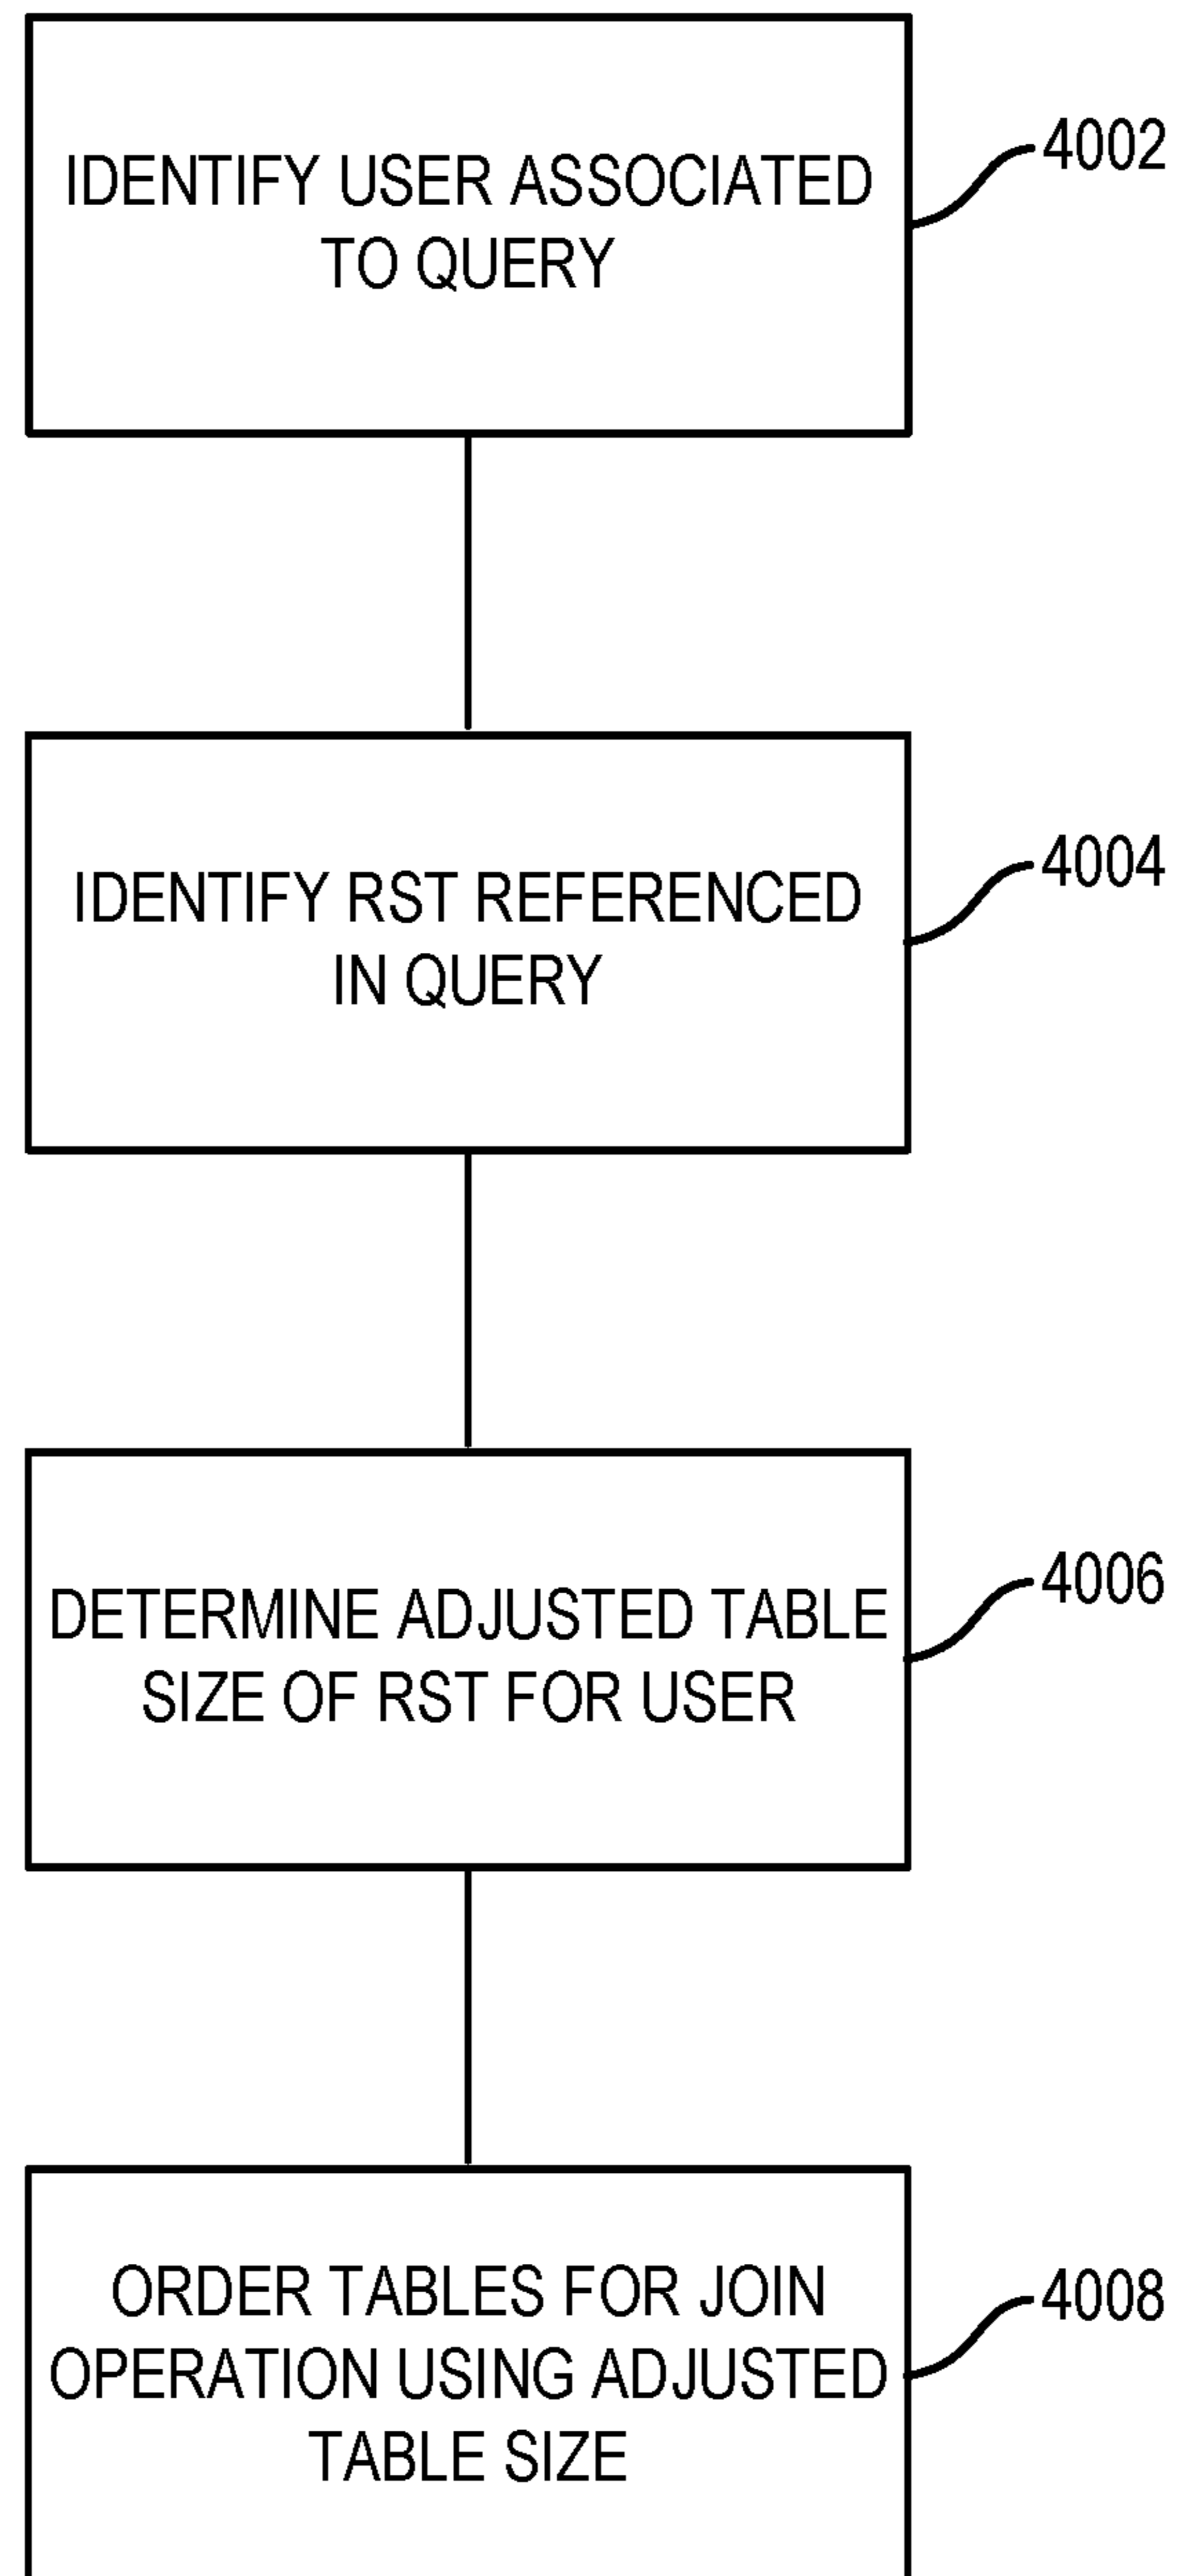 IDENTIFY USER ASSOCIATED
TO QUERY
4002
IDENTIFY RST REFERENCED
IN QUERY
4004
DETERMINE ADJUSTED TABLE
SIZE OF RST FOR USER
4006
ORDER TABLES FOR JOIN
OPERATION USING ADJUSTED
TABLE SIZE
4008